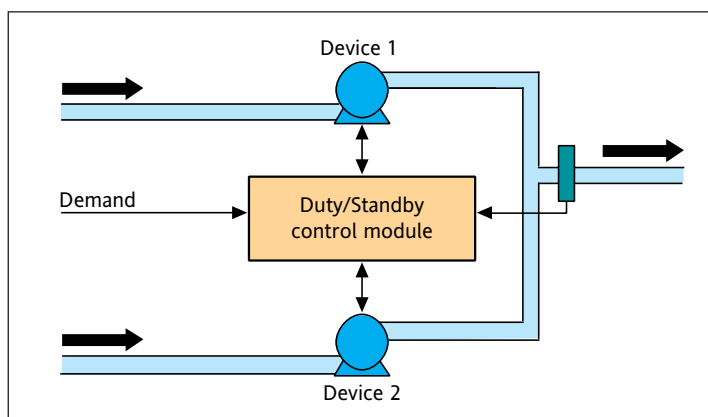 Device 1
Demand
Duty/Standby
control module
Device 2